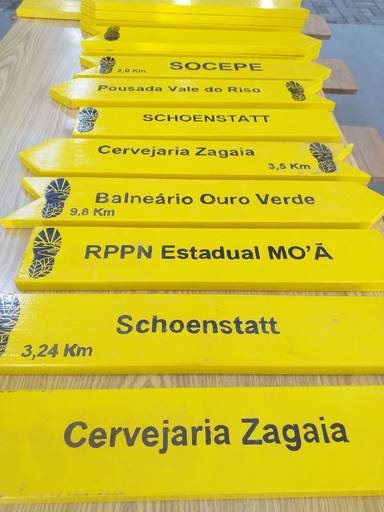 SOCEPE
2,8 Km
Pousada Vale do Riso
SCHOENSTATT
Cervejaria Zagaia
3,5 Km
Balneário Ouro Verde
9,8 Km
RPPN Estadual MO'Ã
Schoenstatt
3,24 Km
Cervejaria Zagaia